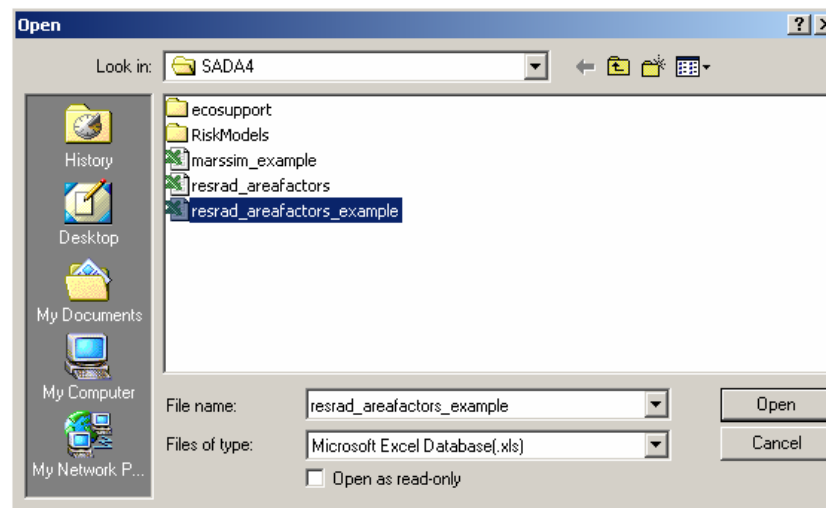 Open
Look in: SADA4
ecosupport
RiskModels
marssim_example
resrad_areafactors
resrad_areafactors_example
History
Desktop
My Documents
My Computer
My Network P...
File name: resrad_areafactors_example Open
Files of type: Microsoft Excel Database(.xls) Cancel
Open as read-only